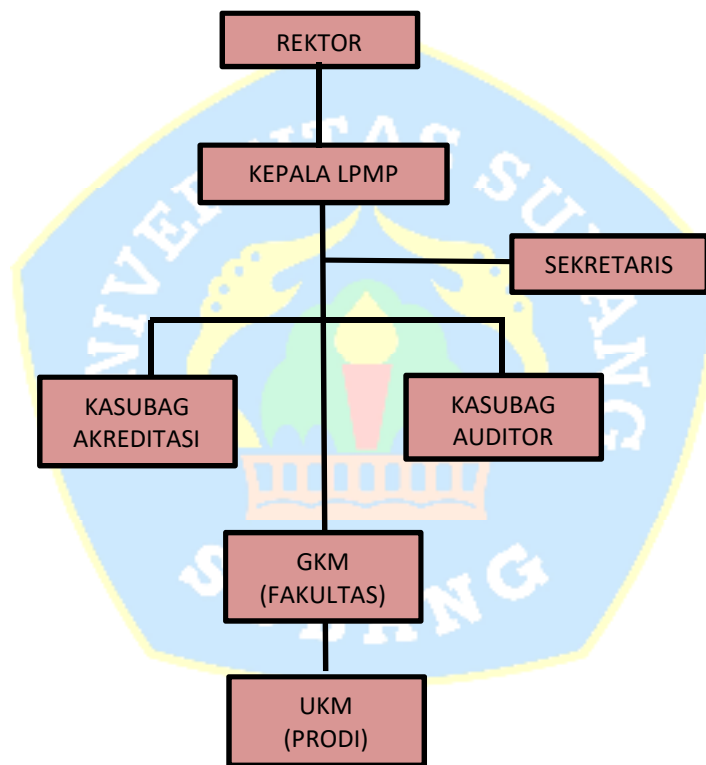 REKTOR
KEPALA LPMP
SEKRETARIS
KASUBAG
AKREDITASI
KASUBAG
AUDITOR
GKM
(FAKULTAS)
UKM
(PRODI)